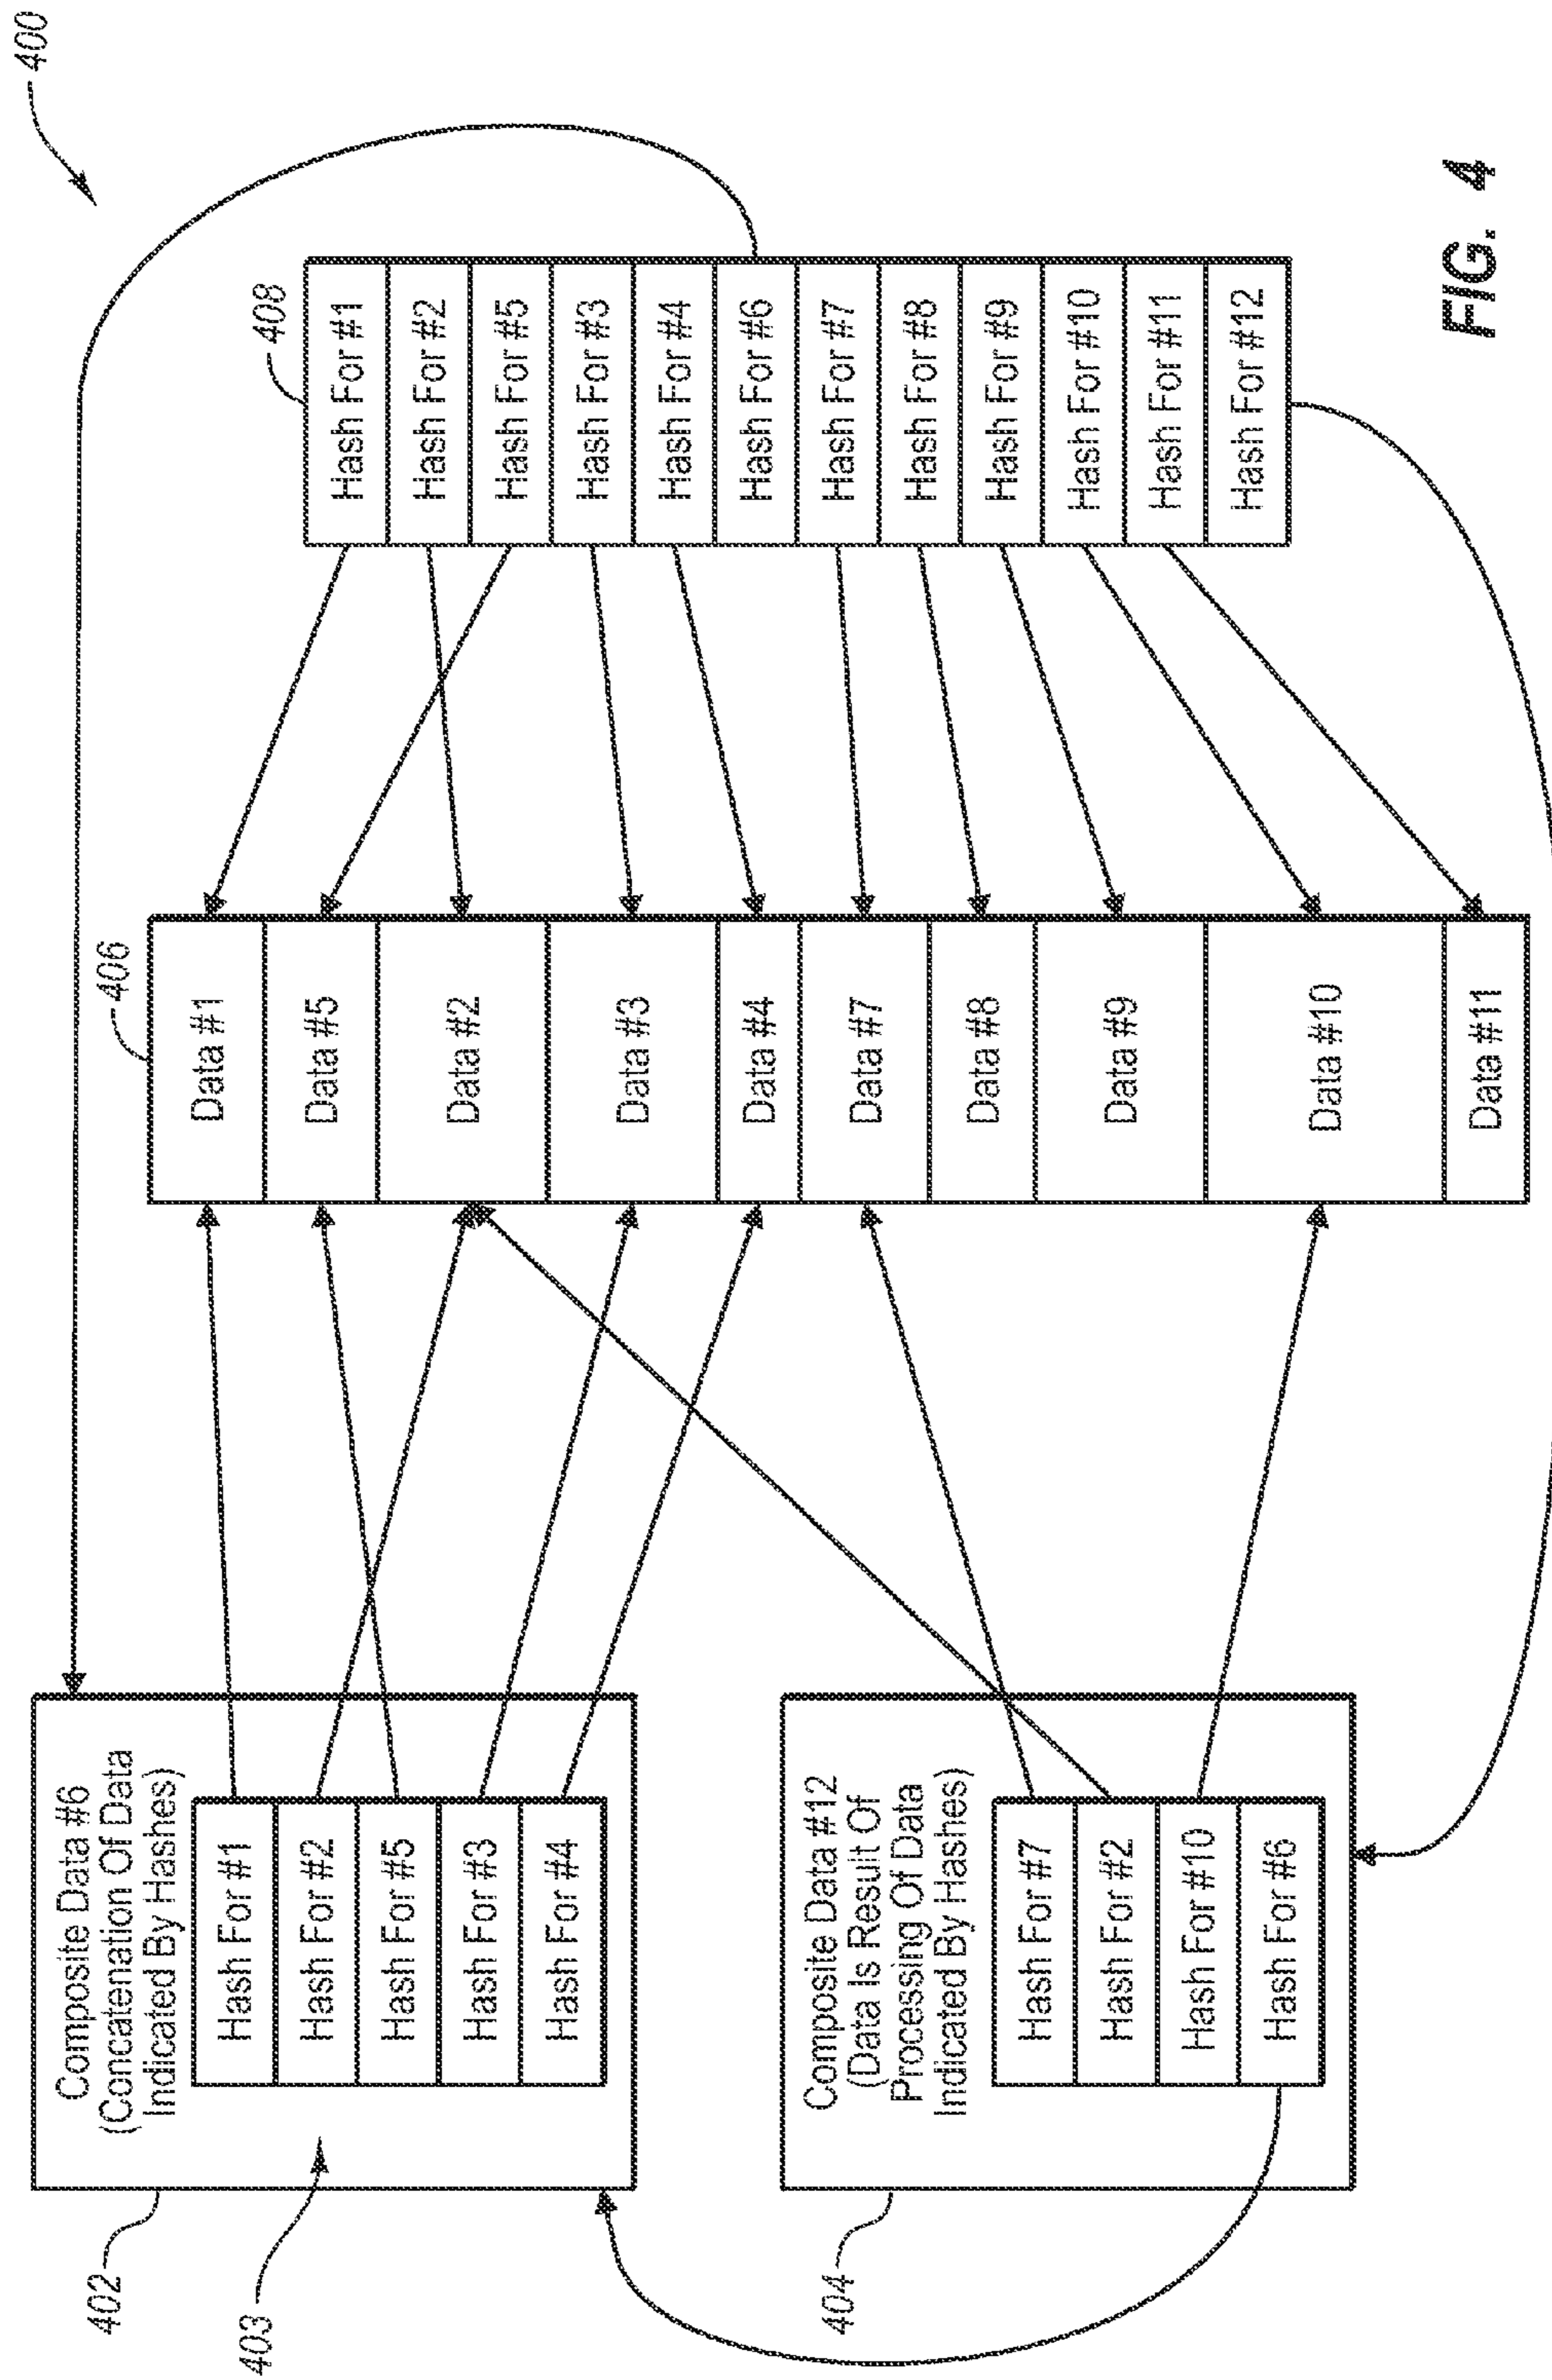 400
402
Composite Data #6
(Concatenation Of Data
Indicated By Hashes)
403
Hash For #1
Hash For #2
Hash For #5
Hash For #3
Hash For #4
404
Composite Data #12
(Data Is Result Of
Processing Of Data
Indicated By Hashes)
Hash For #7
Hash For #2
Hash For #10
Hash For #6
406
Data #1
Data #5
Data #2
Data #3
Data #4
Data #7
Data #8
Data #9
Data #10
Data #11
408
Hash For #1
Hash For #2
Hash For #5
Hash For #3
Hash For #4
Hash For #6
Hash For #7
Hash For #8
Hash For #9
Hash For #10
Hash For #11
Hash For #12
FIG. 4